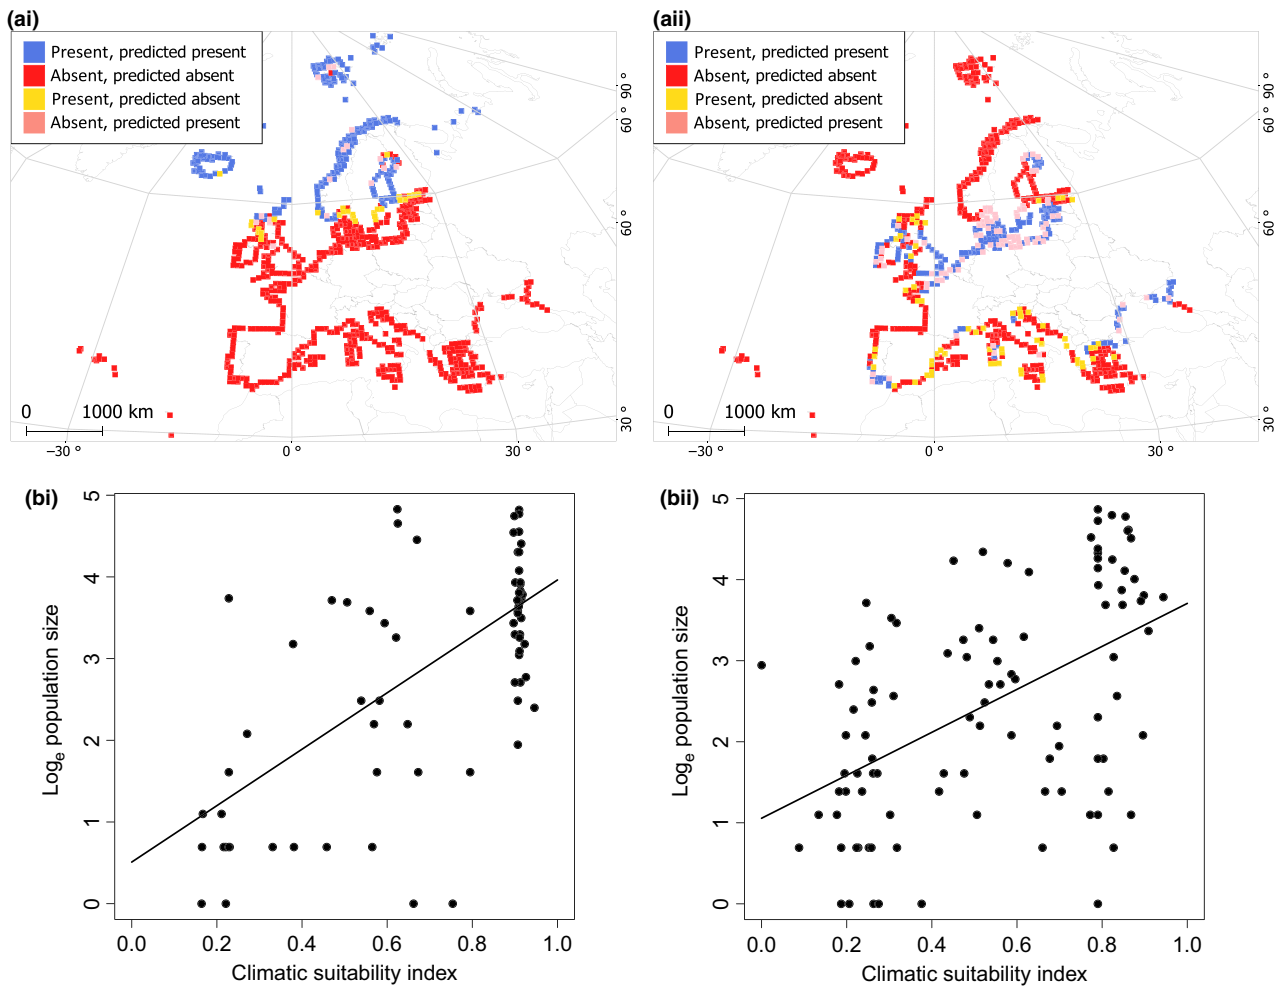 (ai)
Present, predicted present
Absent, predicted absent
Present, predicted absent
Absent, predicted present
90 °
60 °
60 °
30 °
0 1000 km
−30 ° 0 ° 30 °
(aii)
Present, predicted present
Absent, predicted absent
Present, predicted absent
Absent, predicted present
90 °
60 °
60 °
30 °
0 1000 km
−30 ° 0 ° 30 °
(bi)
5
4
3
2
1
0
Logₑ population size
0.0 0.2 0.4 0.6 0.8 1.0
Climatic suitability index
(bii)
5
4
3
2
1
0
Logₑ population size
0.0 0.2 0.4 0.6 0.8 1.0
Climatic suitability index